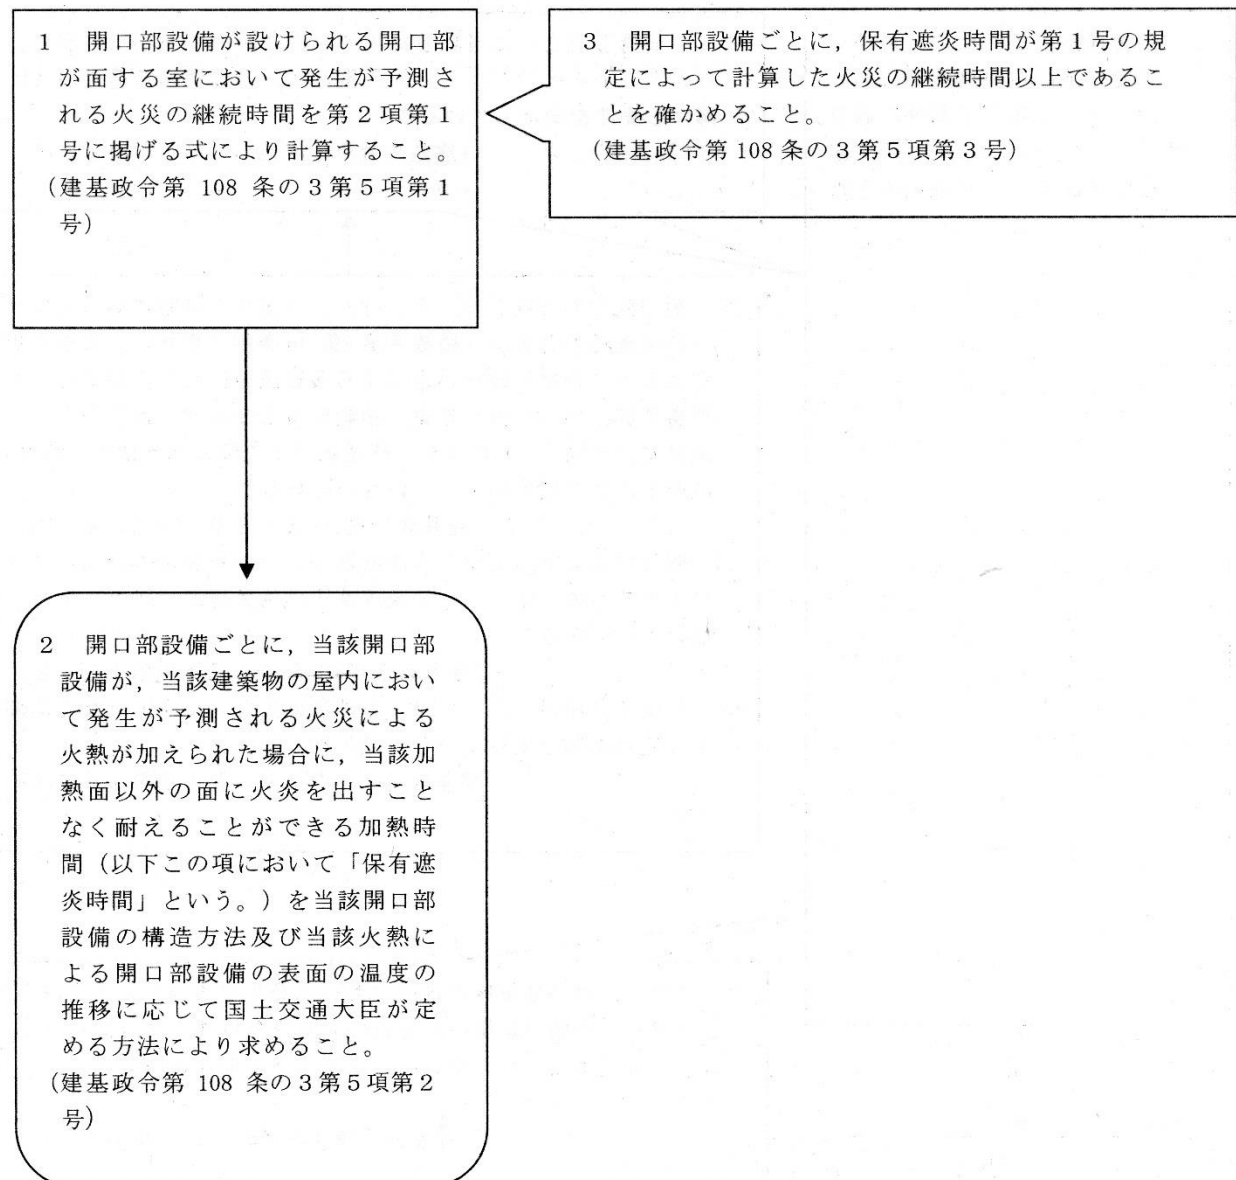 1 開口部設備が設けられる開口部
が面する室において発生が予測さ
れる火災の継続時間を第2項第1
号に掲げる式により計算すること。
(建基政令第 108 条の3第5項第1
号)
3 開口部設備ごとに,保有遮炎時間が第1号の規
定によって計算した火災の継続時間以上であるこ
とを確かめること。
(建基政令第 108 条の3第5項第3号)
2 開口部設備ごとに,当該開口部
設備が,当該建築物の屋内におい
て発生が予測される火災による
火熱が加えられた場合に,当該加
熱面以外の面に火炎を出すこと
なく耐えることができる加熱時
間(以下この項において「保有遮
炎時間」という。)を当該開口部
設備の構造方法及び当該火熱に
よる開口部設備の表面の温度の
推移に応じて国土交通大臣が定
める方法により求めること。
(建基政令第 108 条の3第5項第2
号)